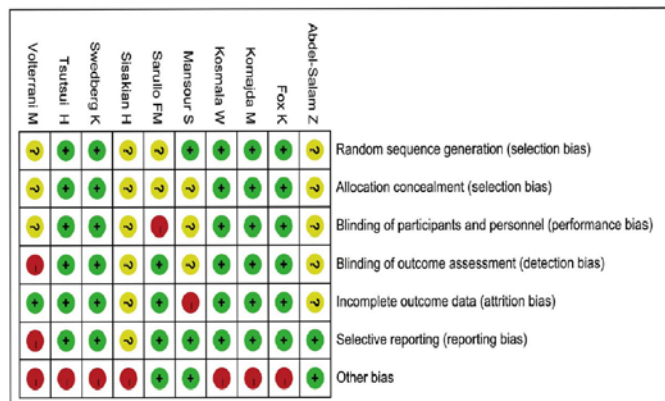 Volterrani M
Tsutsui H
Swedberg K
Sisakian H
Sarullo FM
Mansour S
Kosmala W
Komajda M
Fox K
Abdel-Salam Z
? + + ? ? + + + + ? Random sequence generation (selection bias)
? + + ? ? ? + + + ? Allocation concealment (selection bias)
? + + ? - ? + + + ? Blinding of participants and personnel (performance bias)
- + + ? + ? + + + ? Blinding of outcome assessment (detection bias)
+ + + ? + - + + + ? Incomplete outcome data (attrition bias)
- + + ? + + + + + + Selective reporting (reporting bias)
- - - - + + - - - + Other bias